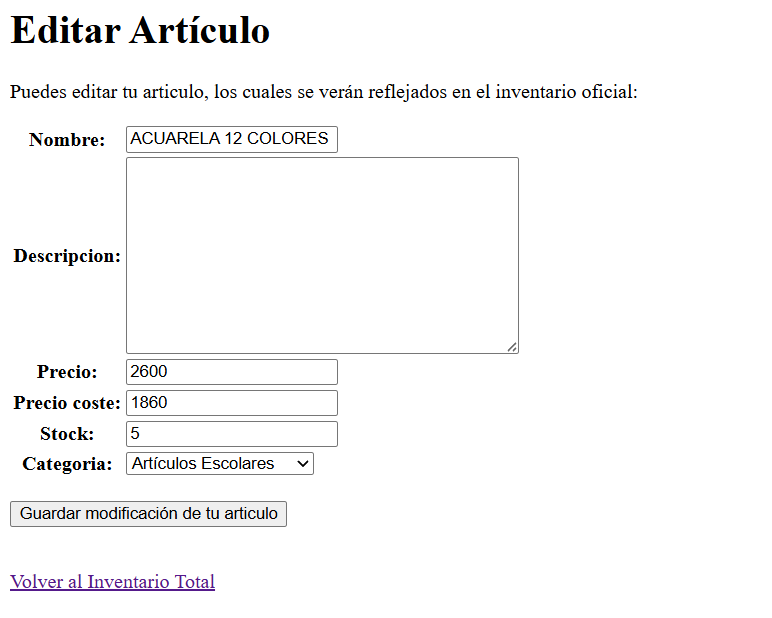 Editar Artículo
Puedes editar tu articulo, los cuales se verán reflejados en el inventario oficial:
Nombre: ACUARELA 12 COLORES
Descripcion:
Precio: 2600
Precio coste: 1860
Stock: 5
Categoria: Artículos Escolares
Guardar modificación de tu articulo
Volver al Inventario Total